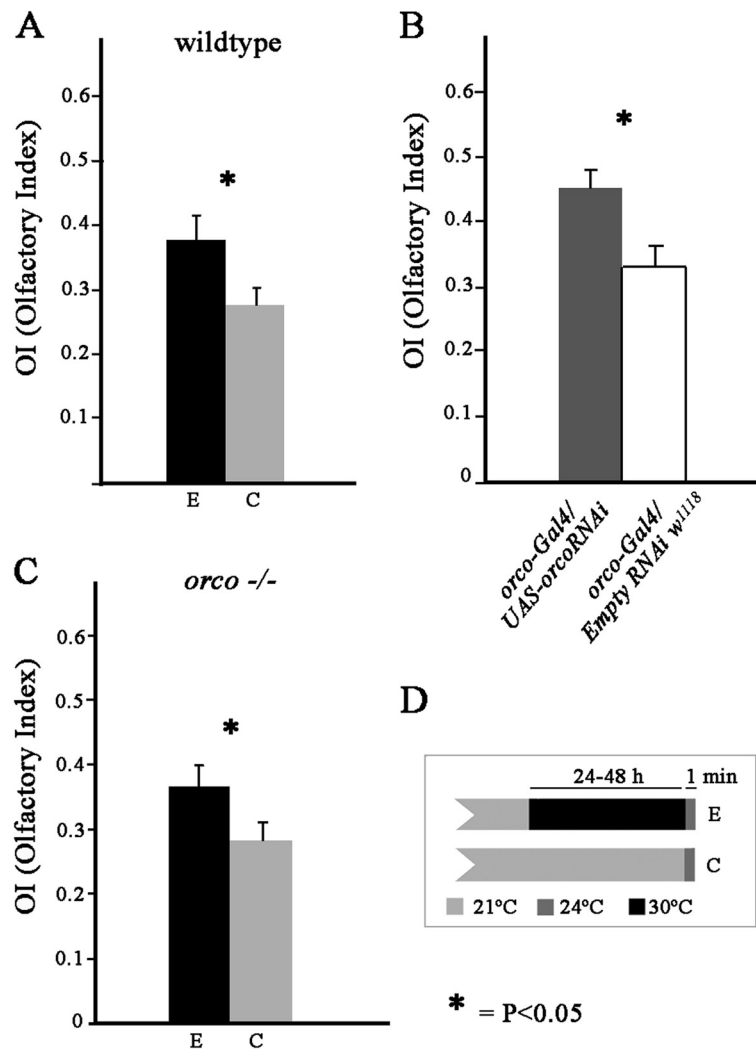 A
wildtype
OI (Olfactory Index)
0.6
0.5
0.4
0.3
0.2
0.1
*
E C
B
OI (Olfactory Index)
0.6
0.5
0.4
0.3
0.2
0.1
0
*
orco-Gal4/
UAS-orcoRNAi
orco-Gal4/
Empty RNAi w1118
C
orco -/-
OI (Olfactory Index)
0.6
0.5
0.4
0.3
0.2
0.1
0
*
E C
D
24-48 h 1 min
E
C
21ºC 24ºC 30ºC
* = P<0.05